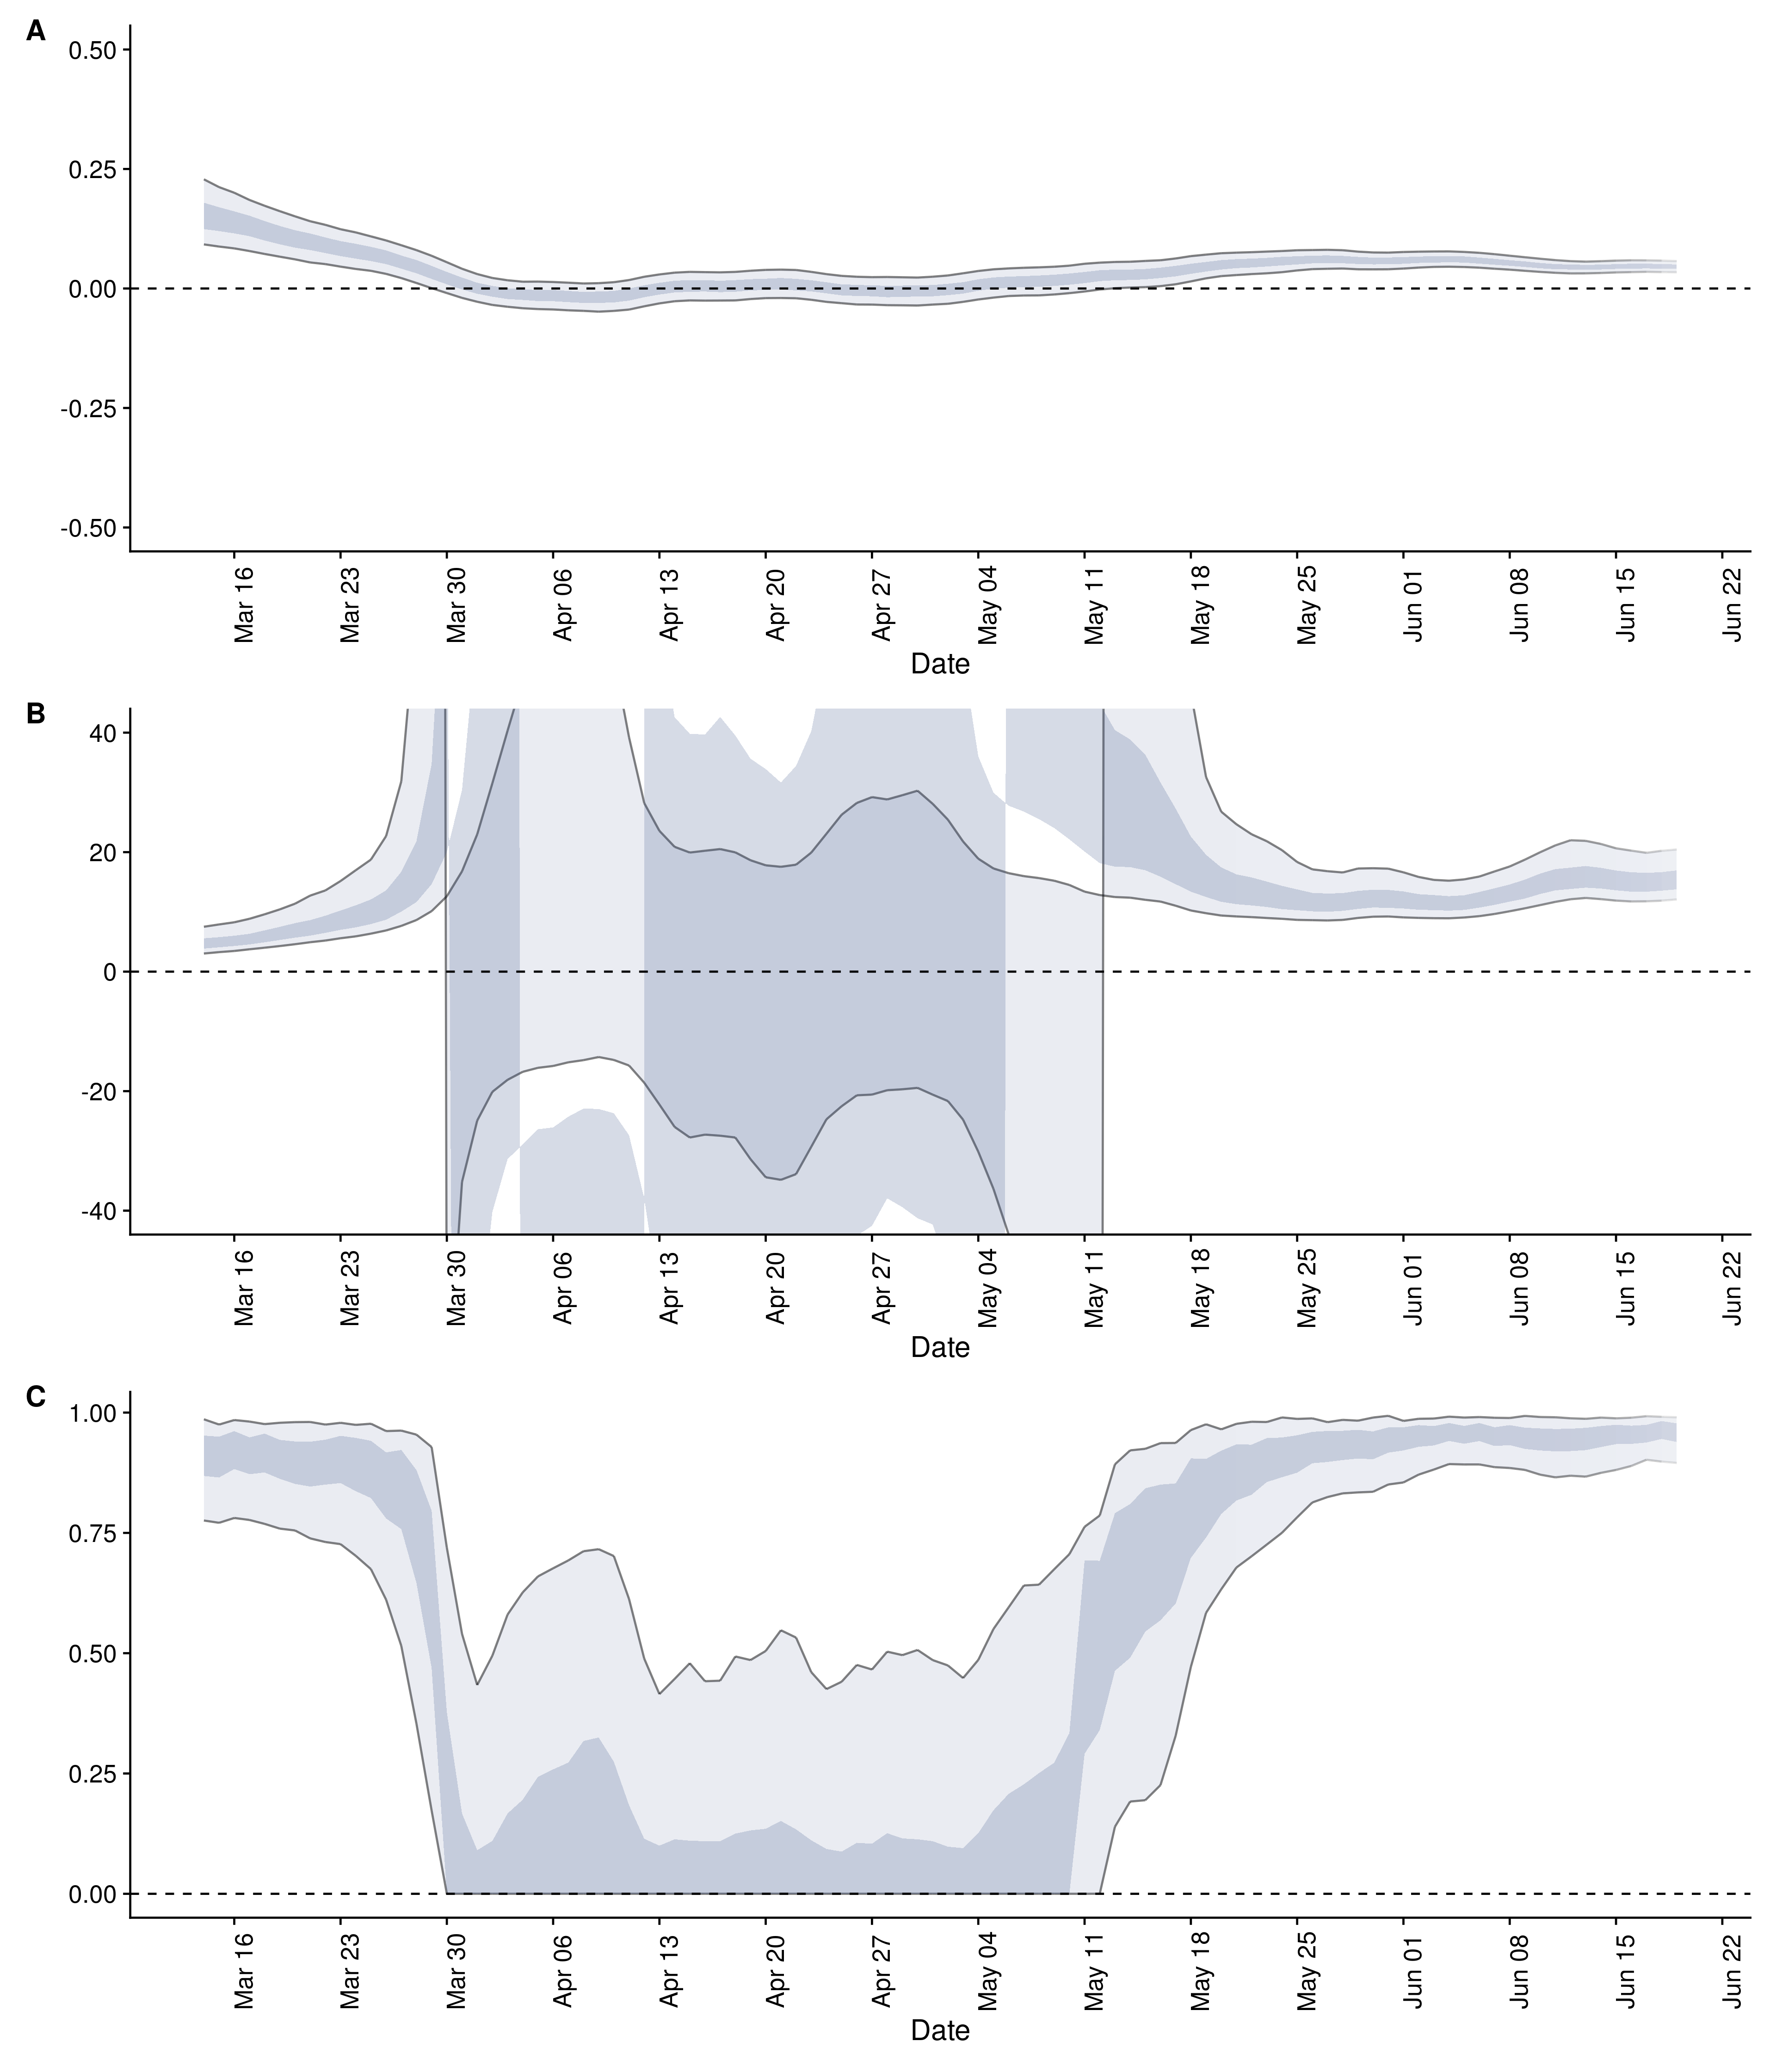 A
0.50
0.25
0.00
-0.25
-0.50
Mar 16
Mar 23
Mar 30
Apr 06
Apr 13
Apr 20
Apr 27
May 04
May 11
May 18
May 25
Jun 01
Jun 08
Jun 15
Jun 22
Date
B
40
20
0
-20
-40
Mar 16
Mar 23
Mar 30
Apr 06
Apr 13
Apr 20
Apr 27
May 04
May 11
May 18
May 25
Jun 01
Jun 08
Jun 15
Jun 22
Date
C
1.00
0.75
0.50
0.25
0.00
Mar 16
Mar 23
Mar 30
Apr 06
Apr 13
Apr 20
Apr 27
May 04
May 11
May 18
May 25
Jun 01
Jun 08
Jun 15
Jun 22
Date